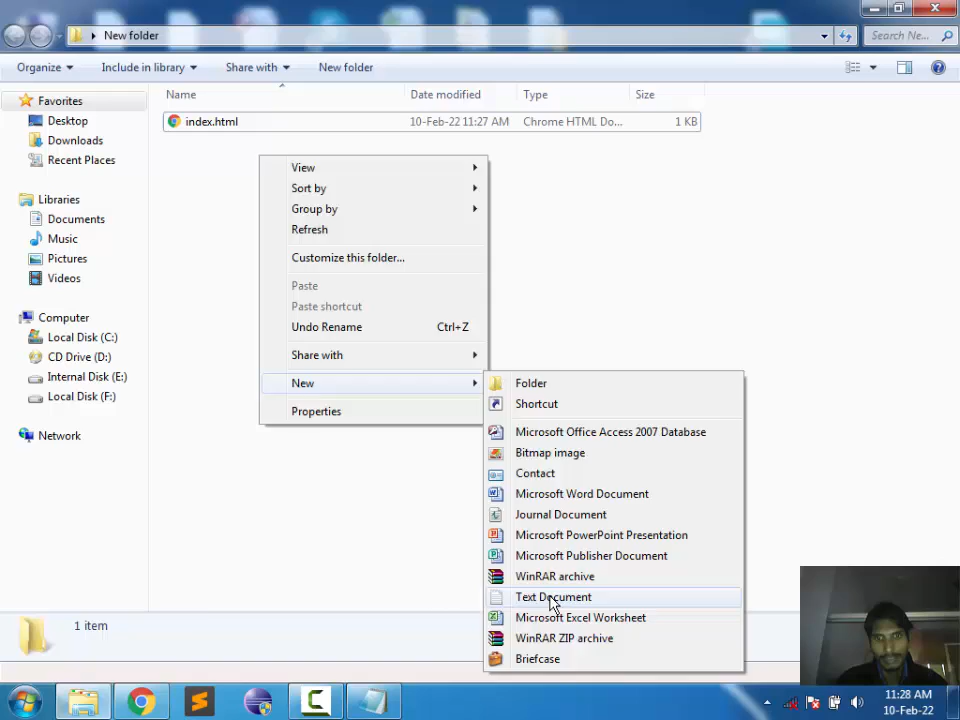 New folder
Search Ne...
Organize
Include in library
Share with
New folder
Name
Date modified
Type
Size
Favorites
Desktop
Downloads
Recent Places
Libraries
Documents
Music
Pictures
Videos
Computer
Local Disk (C:)
CD Drive (D:)
Internal Disk (E:)
Local Disk (F:)
Network
index.html
10-Feb-22 11:27 AM
Chrome HTML Do...
1 KB
View
Sort by
Group by
Refresh
Customize this folder...
Paste
Paste shortcut
Undo Rename Ctrl+Z
Share with
New
Properties
Folder
Shortcut
Microsoft Office Access 2007 Database
Bitmap image
Contact
Microsoft Word Document
Journal Document
Microsoft PowerPoint Presentation
Microsoft Publisher Document
WinRAR archive
Text Document
Microsoft Excel Worksheet
WinRAR ZIP archive
Briefcase
1 item
11:28 AM
10-Feb-22